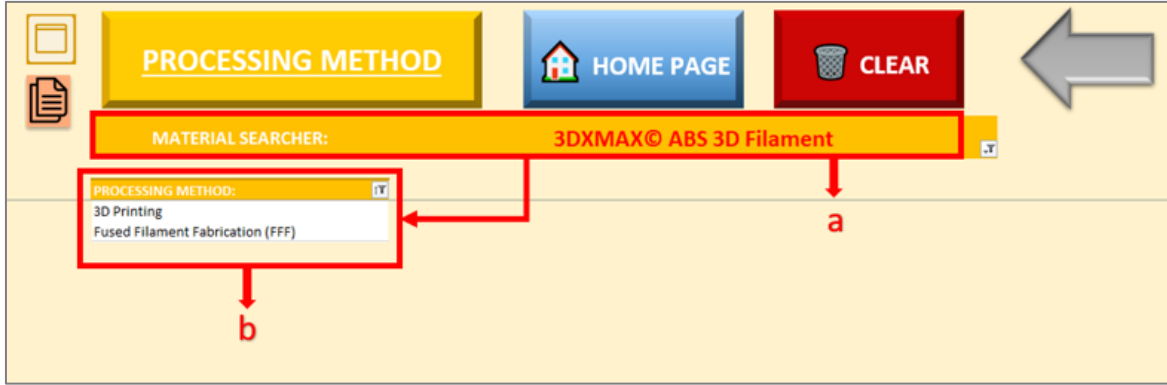 PROCESSING METHOD
HOME PAGE
CLEAR
MATERIAL SEARCHER: 3DXMAX© ABS 3D Filament
PROCESSING METHOD:
3D Printing
Fused Filament Fabrication (FFF)
a
b